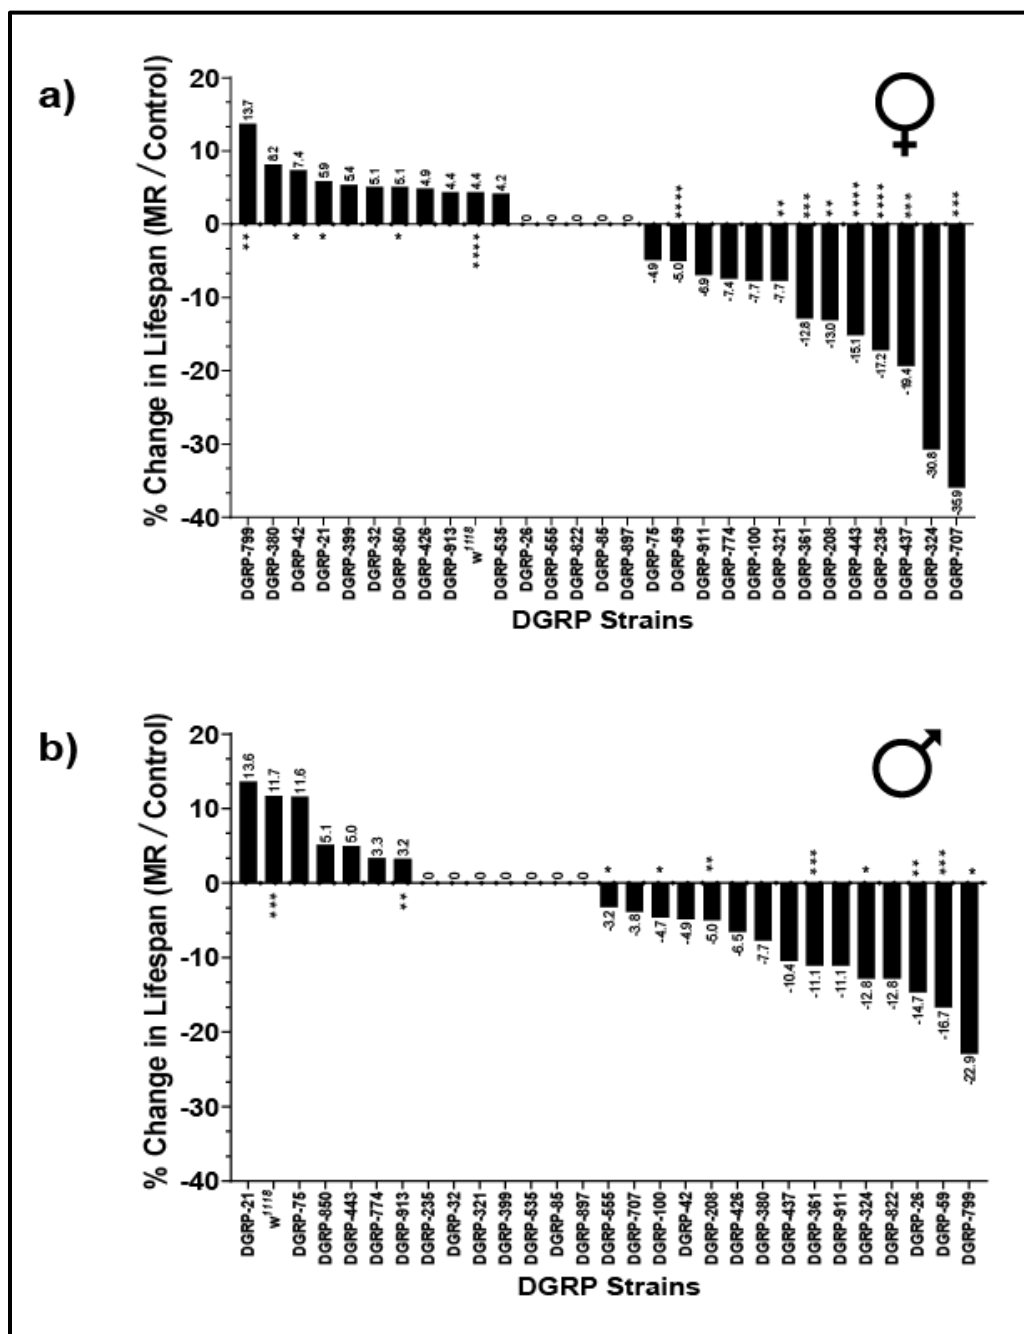 a)
% Change in Lifespan (MR / Control)
20
10
0
-10
-20
-30
-40
13.7
8.2
7.4
5.9
5.4
5.1
5.1
4.9
4.4
4.4
4.2
0
0
0
0
0
-4.9
-5.0
-6.9
-7.4
-7.7
-7.7
-12.8
-13.0
-15.1
-17.2
-19.4
-30.8
-35.9
**
*
*
*
****
****
**
***
**
****
****
***
***
DGRP-799
DGRP-380
DGRP-42
DGRP-21
DGRP-399
DGRP-32
DGRP-850
DGRP-426
DGRP-913
w1118
DGRP-535
DGRP-26
DGRP-555
DGRP-822
DGRP-85
DGRP-897
DGRP-75
DGRP-59
DGRP-911
DGRP-774
DGRP-100
DGRP-321
DGRP-361
DGRP-208
DGRP-443
DGRP-235
DGRP-437
DGRP-324
DGRP-707
DGRP Strains
b)
% Change in Lifespan (MR / Control)
20
10
0
-10
-20
-30
-40
13.6
11.7
11.6
5.1
5.0
3.3
3.2
0
0
0
0
0
0
0
-3.2
-3.8
-4.7
-4.9
-5.0
-6.5
-7.7
-10.4
-11.1
-11.1
-12.8
-12.8
-14.7
-16.7
-22.9
***
**
*
*
**
***
*
**
***
*
DGRP-21
w1118
DGRP-75
DGRP-850
DGRP-443
DGRP-774
DGRP-913
DGRP-235
DGRP-32
DGRP-321
DGRP-399
DGRP-535
DGRP-85
DGRP-897
DGRP-555
DGRP-707
DGRP-100
DGRP-42
DGRP-208
DGRP-426
DGRP-380
DGRP-437
DGRP-361
DGRP-911
DGRP-324
DGRP-822
DGRP-26
DGRP-59
DGRP-799
DGRP Strains